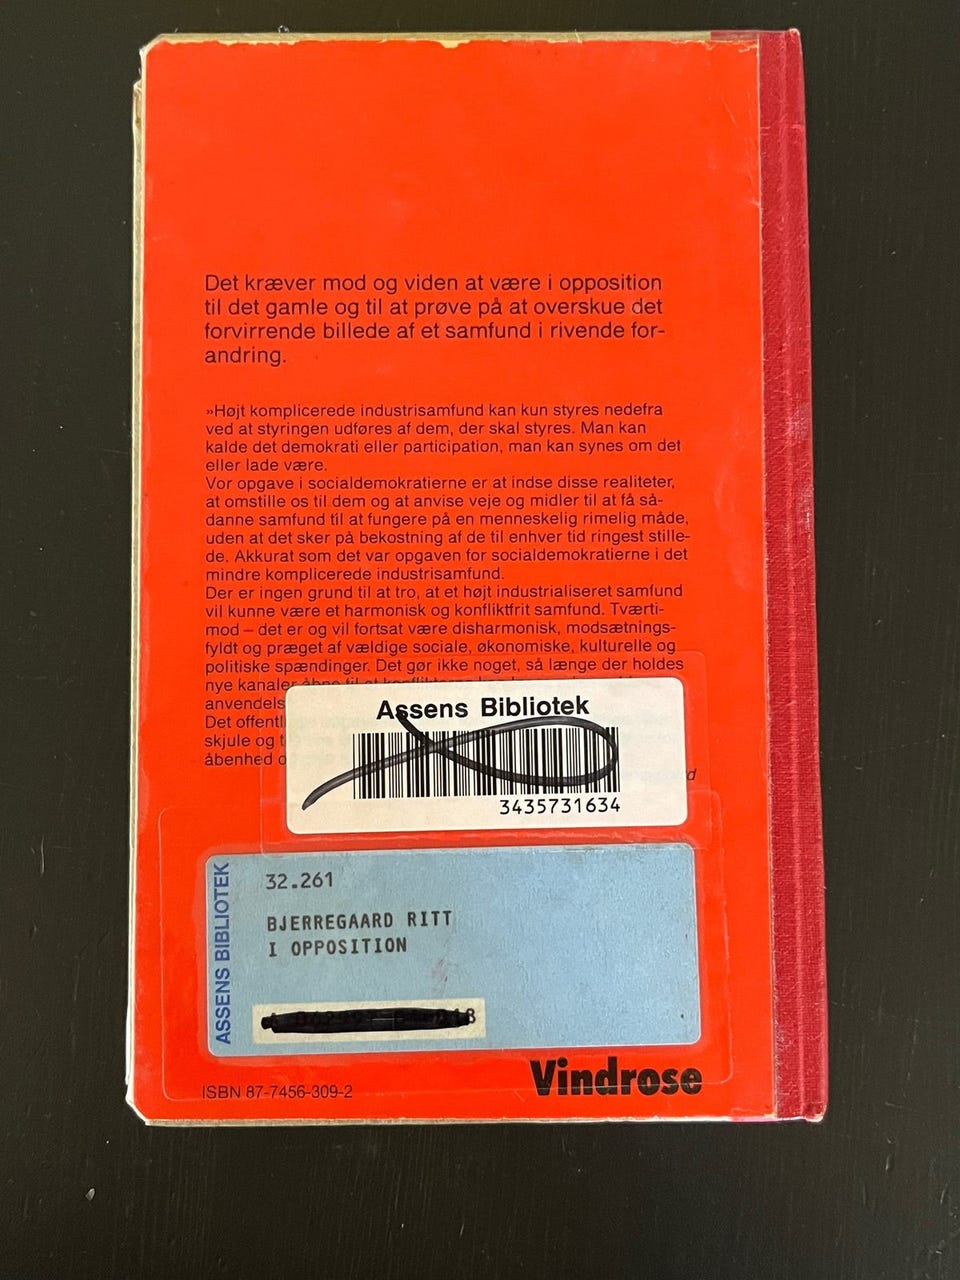 Det kræver mod og viden at være i opposition
til det gamle og til at prøve på at overskue det
forvirrende billede af et samfund i rivende for-
andring.
»Højt komplicerede industrisamfund kan kun styres nedefra
ved at styringen udføres af dem, der skal styres. Man kan
kalde det demokrati eller participation, man kan synes om det
eller lade være.
Vor opgave i socialdemokratierne er at indse disse realiteter,
at omstille os til dem og at anvise veje og midler til at få så-
danne samfund til at fungere på en menneskelig rimelig måde,
uden at det sker på bekostning af de til enhver tid ringest stille-
de. Akkurat som det var opgaven for socialdemokratierne i det
mindre komplicerede industrisamfund.
Der er ingen grund til at tro, at et højt industrialiseret samfund
vil kunne være et harmonisk og konfliktfrit samfund. Tværti-
mod – det er og vil fortsat være disharmonisk, modsætnings-
fyldt og præget af vældige sociale, økonomiske, kulturelle og
politiske spændinger. Det gør ikke noget, så længe der holdes
nye kanaler åbne til at konflikterne
anvendels
Det offentl
skjule og t
åbenhed o
Assens Bibliotek
3435731634
ASSENS BIBLIOTEK
32.261
BJERREGAARD RITT
I OPPOSITION
Vindrose
ISBN 87-7456-309-2